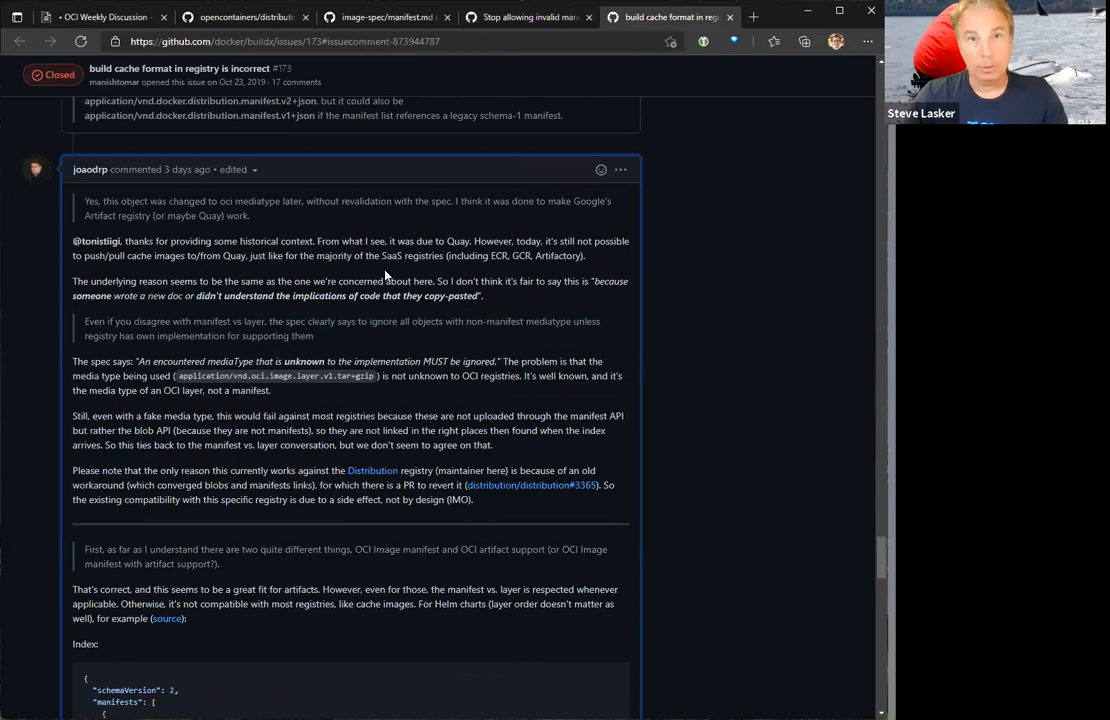 • OCI Weekly Discussion -
opencontainers/distributi
image-spec/manifest.md a
Stop allowing invalid mani
build cache format in regi
https://github.com/docker/buildx/issues/173#issuecomment-873944787
Closed
build cache format in registry is incorrect #173
manishtomar opened this issue on Oct 23, 2019 • 17 comments
Steve Lasker
application/vnd.docker.distribution.manifest.v2+json, but it could also be
application/vnd.docker.distribution.manifest.v1+json if the manifest list references a legacy schema-1 manifest.
joaodrp commented 3 days ago • edited
Yes, this object was changed to oci mediatype later, without revalidation with the spec, I think it was done to make Google's
Artifact registry (or maybe Quay) work.
@tonistiigi, thanks for providing some historical context. From what I see, it was due to Quay. However, today, it's still not possible
to push/pull cache images to/from Quay, just like for the majority of the SaaS registries (including ECR, GCR, Artifactory).
The underlying reason seems to be the same as the one we're concerned about here. So I don't think it's fair to say this is "because
someone wrote a new doc or didn't understand the implications of code that they copy-pasted".
Even if you disagree with manifest vs layer, the spec clearly says to ignore all objects with non-manifest mediatype unless
registry has own implementation for supporting them
The spec says: "An encountered mediaType that is unknown to the implementation MUST be ignored." The problem is that the
media type being used (application/vnd.oci.image.layer.v1.tar+gzip) is not unknown to OCI registries. It's well known, and it's
the media type of an OCI layer, not a manifest.
Still, even with a fake media type, this would fail against most registries because these are not uploaded through the manifest API
but rather the blob API (because they are not manifests), so they are not linked in the right places then found when the index
arrives. So this ties back to the manifest vs. layer conversation, but we don't seem to agree on that.
Please note that the only reason this currently works against the Distribution registry (maintainer here) is because of an old
workaround (which converged blobs and manifests links), for which there is a PR to revert it (distribution/distribution#3365). So
the existing compatibility with this specific registry is due to a side effect, not by design (IMO).
First, as far as I understand there are two quite different things, OCI Image manifest and OCI artifact support (or OCI Image
manifest with artifact support?).
That's correct, and this seems to be a great fit for artifacts. However, even for those, the manifest vs. layer is respected whenever
applicable. Otherwise, it's not compatible with most registries, like cache images. For Helm charts (layer order doesn't matter as
well), for example (source):
Index:
{
"schemaVersion": 2,
"manifests": [
{